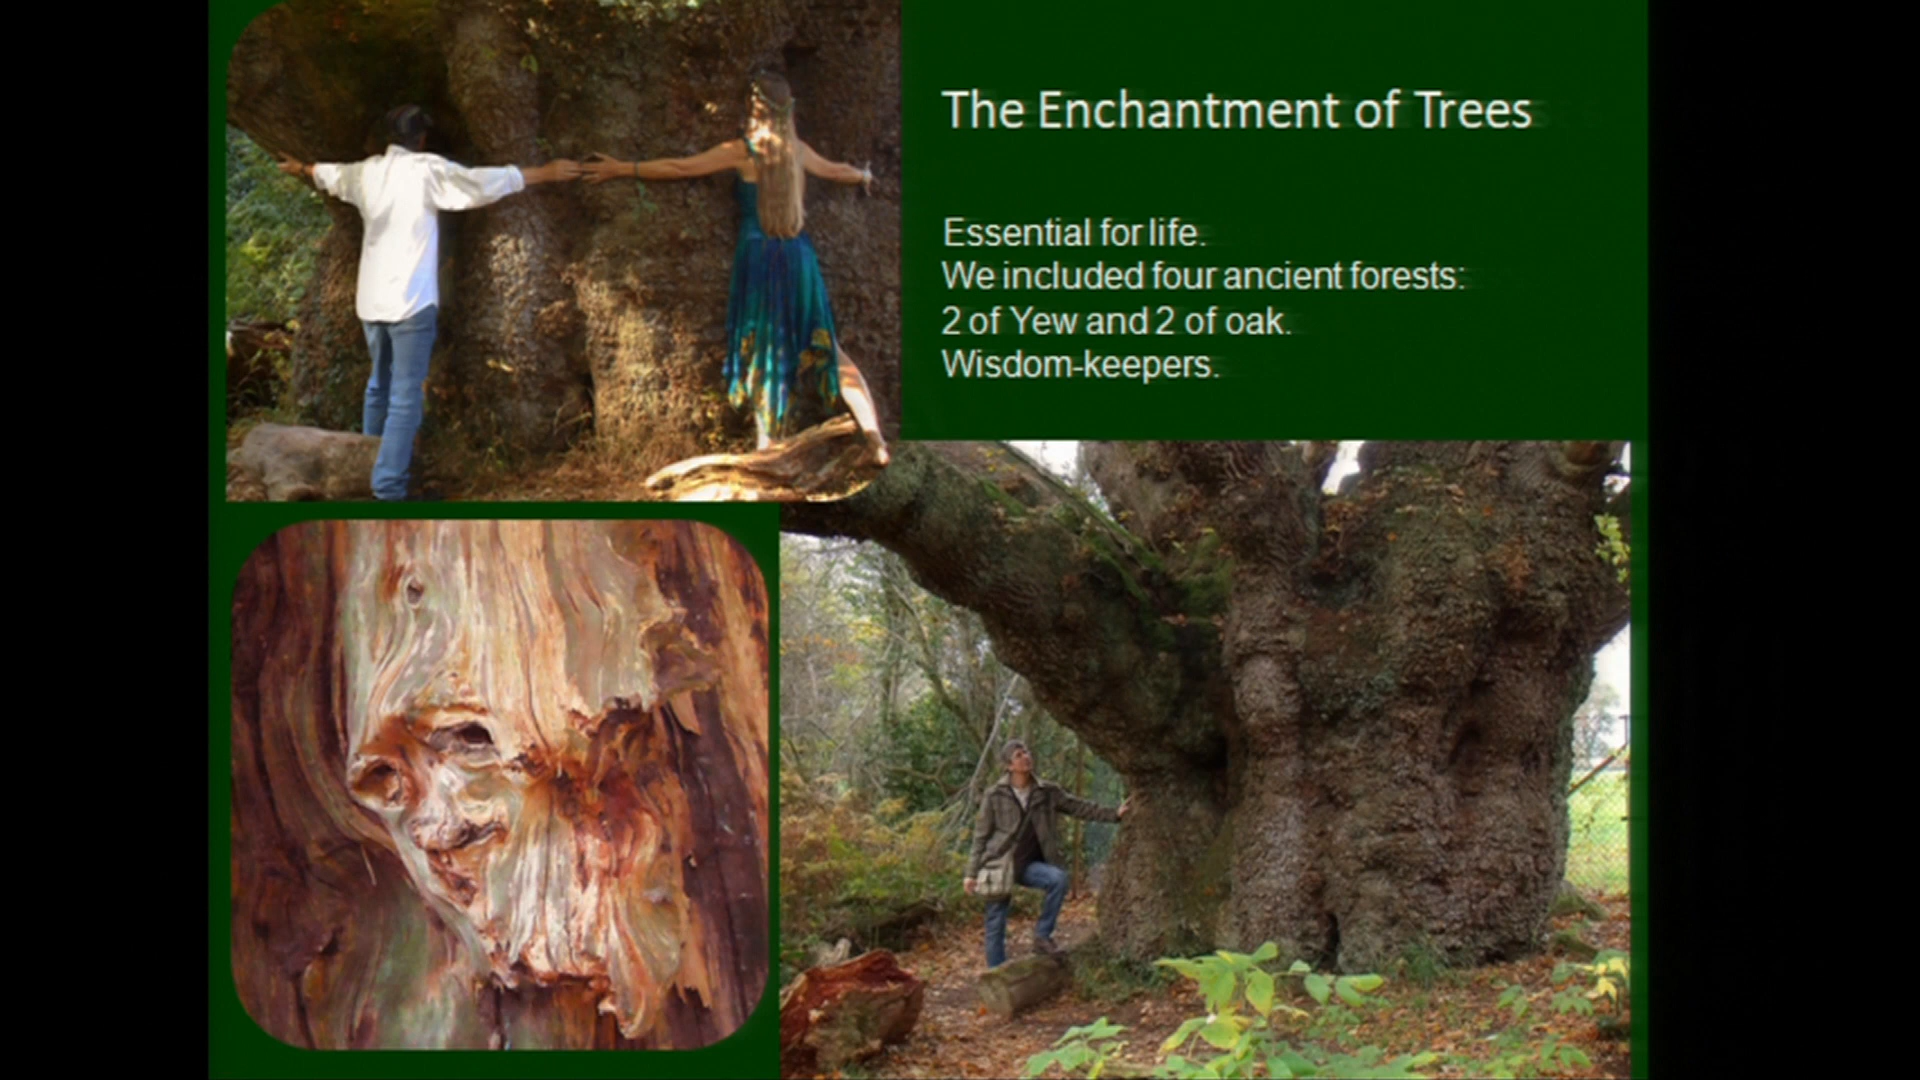 The Enchantment of Trees
Essential for life.
We included four ancient forests:
2 of Yew and 2 of oak.
Wisdom-keepers.